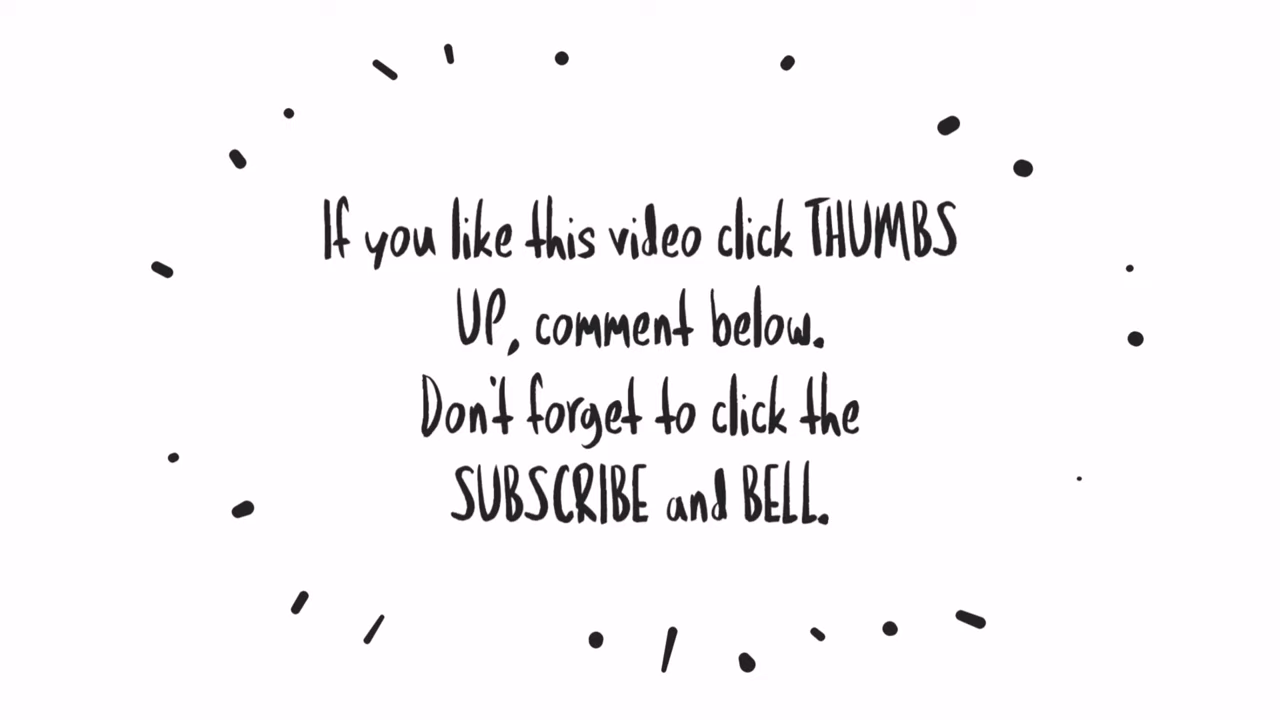 If you like this video click THUMBS
UP, comment below.
Don't forget to click the
SUBSCRIBE and BELL.